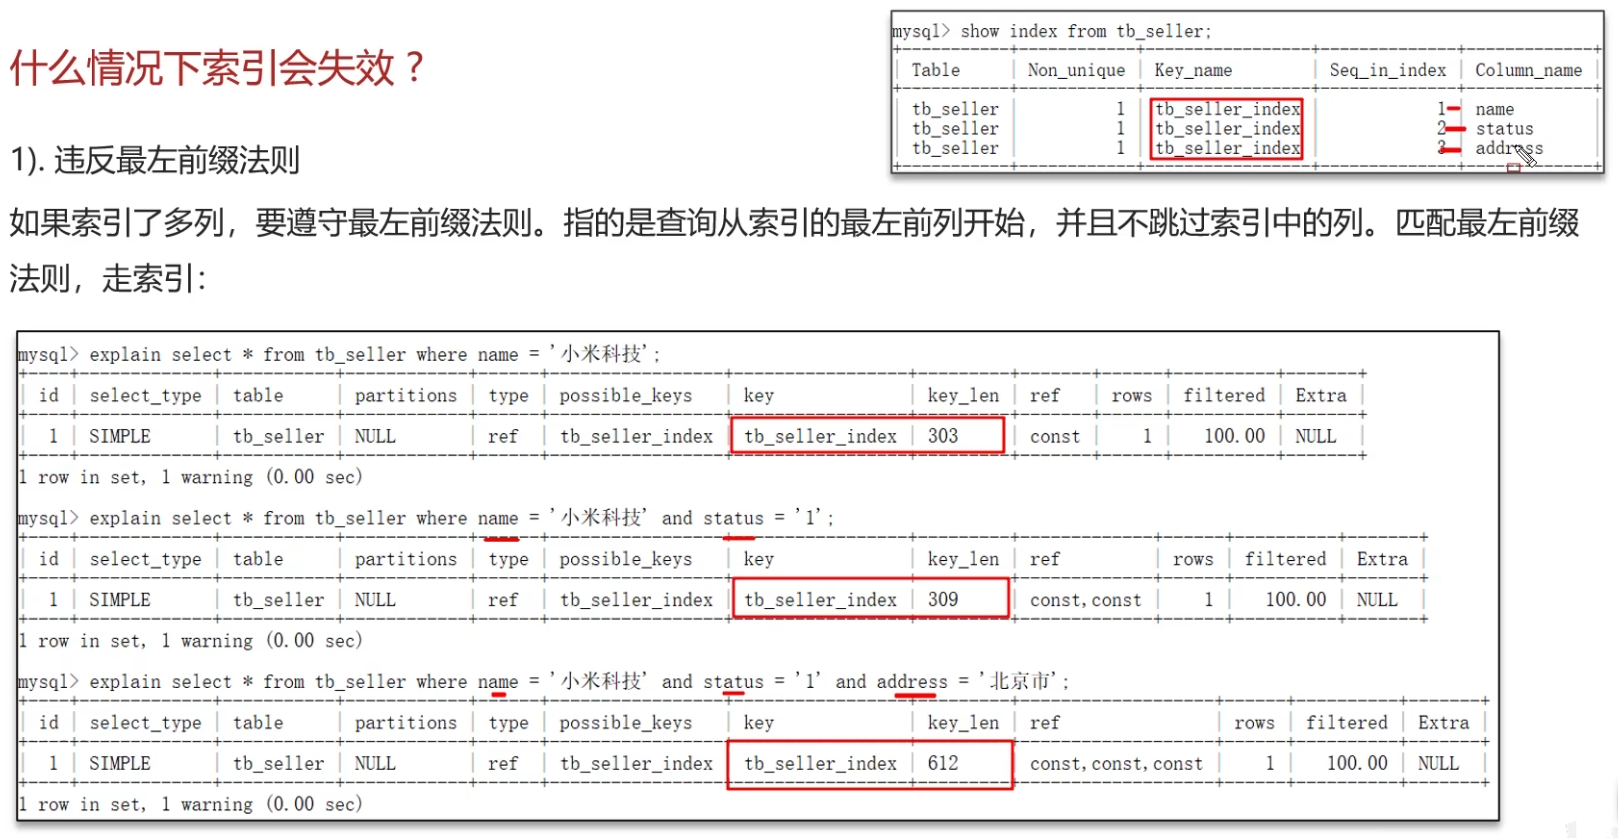 什么情况下索引会失效？
mysql> show index from tb_seller;
| Table | Non_unique | Key_name | Seq_in_index | Column_name
| tb_seller | 1 | tb_seller_index | 1 | name
| tb_seller | 1 | tb_seller_index | 2 | status
| tb_seller | 1 | tb_seller_index | 3 | address
1). 违反最左前缀法则
如果索引了多列，要遵守最左前缀法则。指的是查询从索引的最左前列开始，并且不跳过索引中的列。匹配最左前缀
法则，走索引：
mysql> explain select * from tb_seller where name = '小米科技';
| id | select_type | table | partitions | type | possible_keys | key | key_len | ref | rows | filtered | Extra |
| 1 | SIMPLE | tb_seller | NULL | ref | tb_seller_index | tb_seller_index | 303 | const | 1 | 100.00 | NULL |
1 row in set, 1 warning (0.00 sec)
mysql> explain select * from tb_seller where name = '小米科技' and status = '1';
| id | select_type | table | partitions | type | possible_keys | key | key_len | ref | rows | filtered | Extra |
| 1 | SIMPLE | tb_seller | NULL | ref | tb_seller_index | tb_seller_index | 309 | const,const | 1 | 100.00 | NULL |
1 row in set, 1 warning (0.00 sec)
mysql> explain select * from tb_seller where name = '小米科技' and status = '1' and address = '北京市';
| id | select_type | table | partitions | type | possible_keys | key | key_len | ref | rows | filtered | Extra |
| 1 | SIMPLE | tb_seller | NULL | ref | tb_seller_index | tb_seller_index | 612 | const,const,const | 1 | 100.00 | NULL |
1 row in set, 1 warning (0.00 sec)